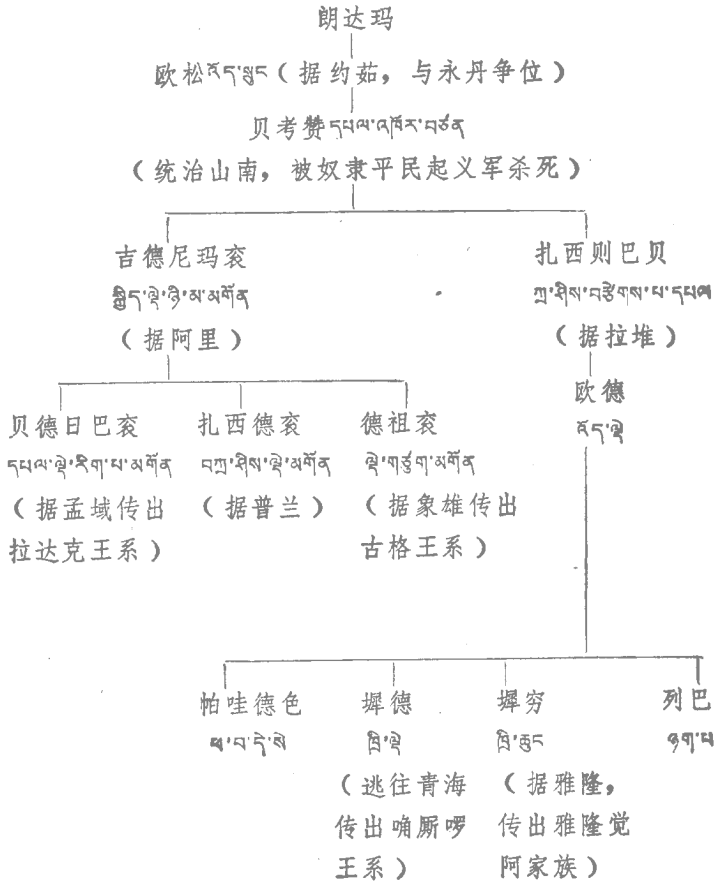 朗达玛
欧松འོད་སྲུང（据约茹，与永丹争位）
贝考赞དཔལ་འཁོར་བཙན
（统治山南，被奴隶平民起义军杀死）
吉德尼玛衮
སྐྱིད་ལྡེ་ཉི་མ་མགོན
（据阿里）
扎西则巴贝
ཀྲ་ཤིས་བརྩེགས་པ་དཔལ
（据拉堆）
贝德日巴衮
དཔལ་ལྡེ་རིག་པ་མགོན
（据孟域传出
拉达克王系）
扎西德衮
བཀྲ་ཤིས་ལྡེ་མགོན
（据普兰）
德祖衮
ལྡེ་གཙུག་མགོན
（据象雄传出
古格王系）
欧德
འོད་ལྡེ
帕哇德色
ཕ་བ་དེ་སེ
墀德
ཁྲི་ལྡེ
（逃往青海
传出唃厮啰
王系）
墀穷
ཁྲི་ཆུང
（据雅隆，
传出雅隆觉
阿家族）
列巴
ཉག་པ